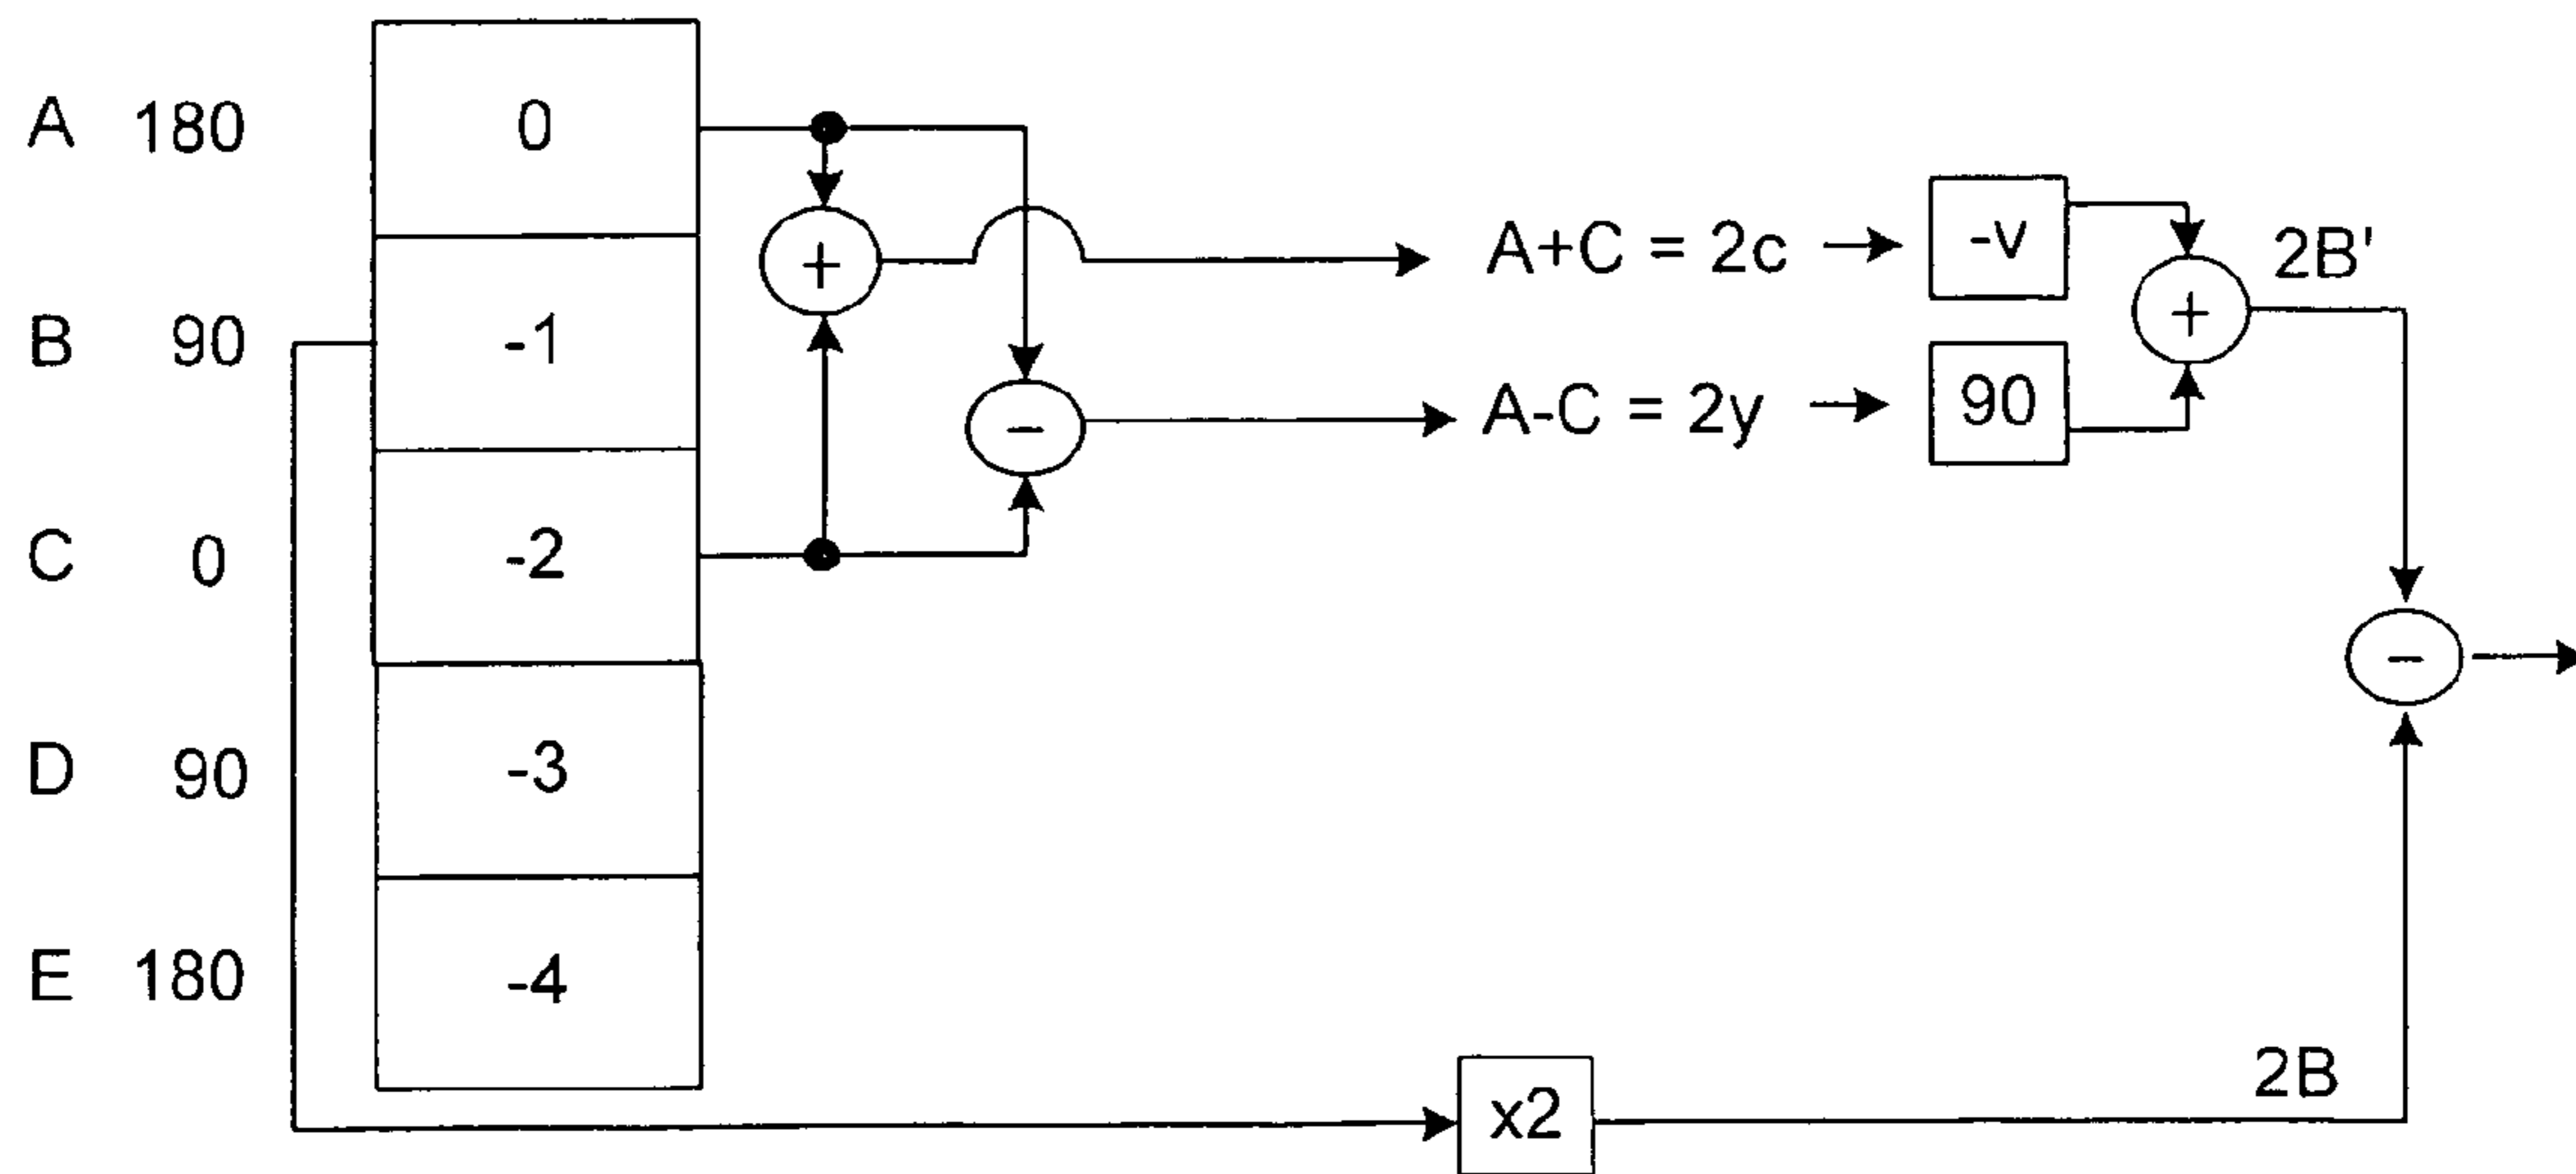 A 180 0
+
A+C = 2c
-v
2B'
+
B 90 -1
−
A-C = 2y
90
C 0 -2
−
D 90 -3
E 180 -4
x2
2B